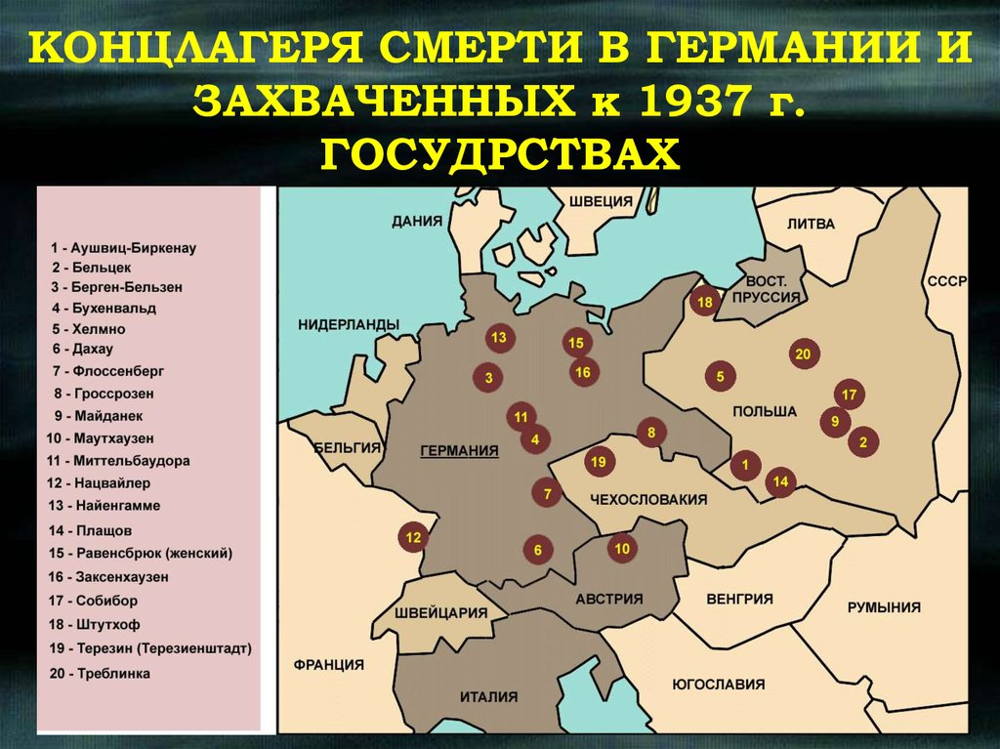 КОНЦЛАГЕРЯ СМЕРТИ В ГЕРМАНИИ И
ЗАХВАЧЕННЫХ к 1937 г.
ГОСУДРСТВАХ
1 - Аушвиц-Биркенау
2 - Бельцек
3 - Берген-Бельзен
4 - Бухенвальд
5 - Хелмно
6 - Дахау
7 - Флоссенберг
8 - Гроссрозен
9 - Майданек
10 - Маутхаузен
11 - Миттельбаудора
12 - Нацвайлер
13 - Найенгамме
14 - Плащов
15 - Равенсбрюк (женский)
16 - Заксенхаузен
17 - Собибор
18 - Штутхоф
19 - Терезин (Терезиенштадт)
20 - Треблинка
ШВЕЦИЯ
ДАНИЯ
ЛИТВА
СССР
ВОСТ.
ПРУССИЯ
18
НИДЕРЛАНДЫ
13
15
20
3
16
5
17
11
ПОЛЬША
9
4
8
2
БЕЛЬГИЯ
ГЕРМАНИЯ
19
1
14
7
ЧЕХОСЛОВАКИЯ
12
6
10
АВСТРИЯ
ВЕНГРИЯ
РУМЫНИЯ
ШВЕЙЦАРИЯ
ФРАНЦИЯ
ЮГОСЛАВИЯ
ИТАЛИЯ